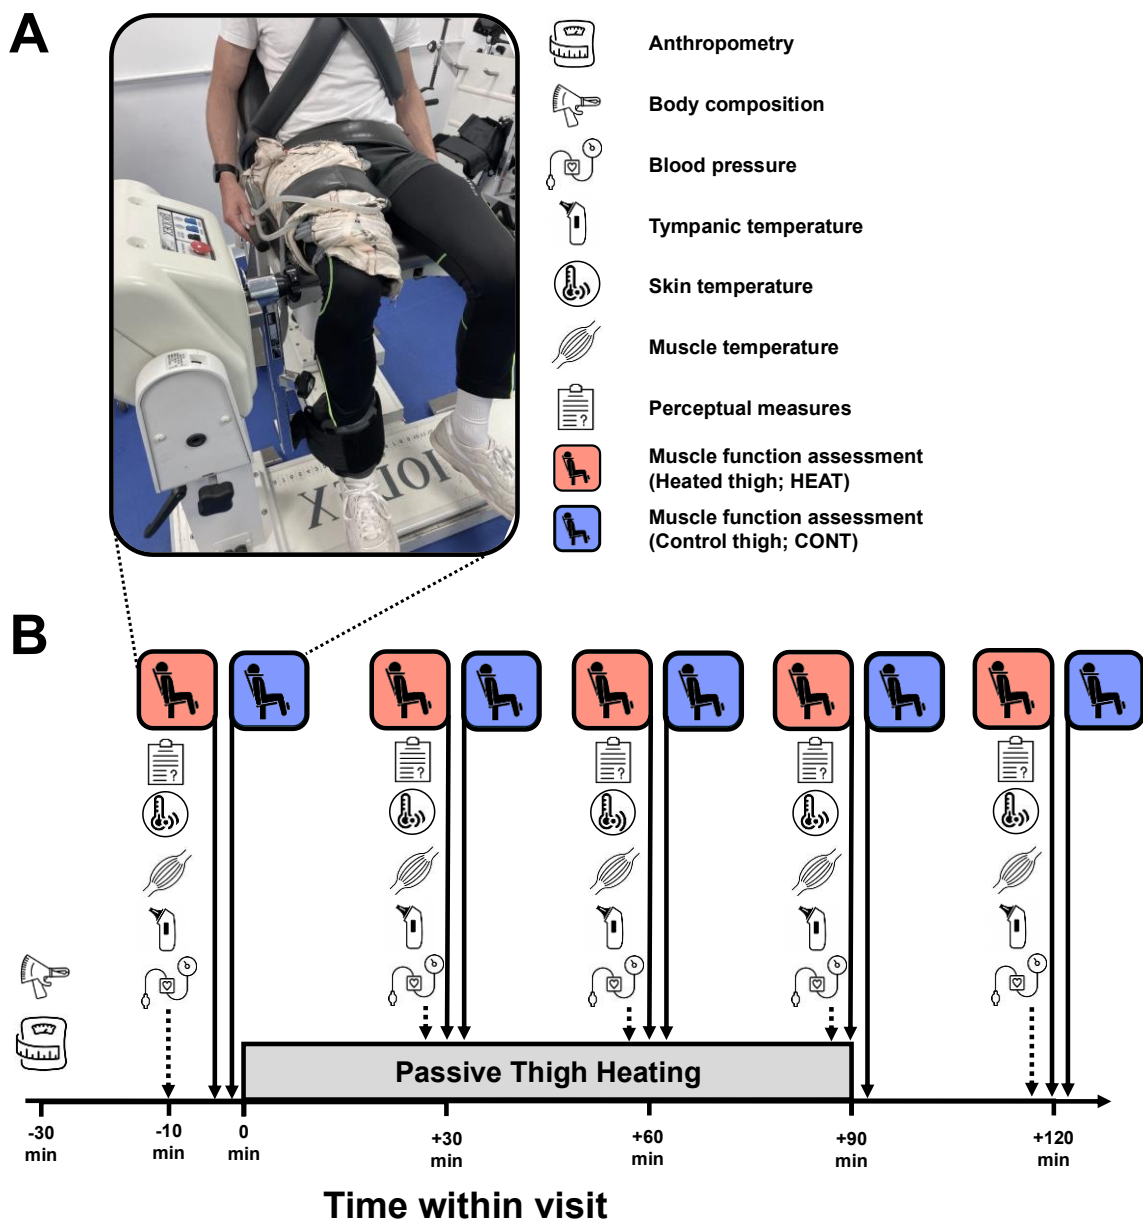 A
Anthropometry
Body composition
Blood pressure
Tympanic temperature
Skin temperature
Muscle temperature
Perceptual measures
Muscle function assessment
(Heated thigh; HEAT)
Muscle function assessment
(Control thigh; CONT)
B
?
?
?
?
?
?
Passive Thigh Heating
-30
min
-10
min
0
min
+30
min
+60
min
+90
min
+120
min
Time within visit